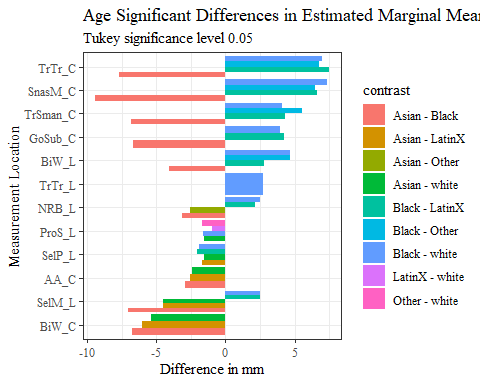 Age Significant Differences in Estimated Marginal Mear
Tukey significance level 0.05
Measurement Location
TrTr_C
SnasM_C
TrSman_C
GoSub_C
BiW_L
TrTr_L
NRB_L
ProS_L
SelP_L
AA_C
SelM_L
BiW_C
-10 -5 0 5
Difference in mm
contrast
Asian - Black
Asian - LatinX
Asian - Other
Asian - white
Black - LatinX
Black - Other
Black - white
LatinX - white
Other - white